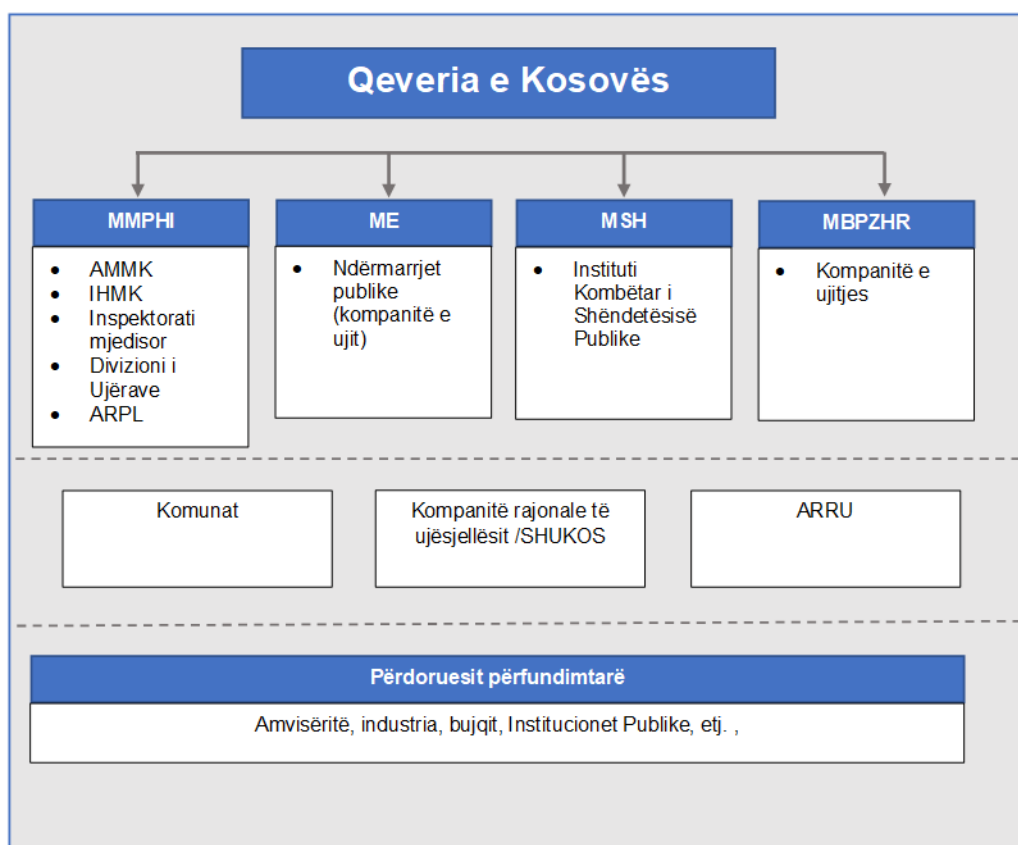 Qeveria e Kosovës
MMPHI
• AMMK
• IHMK
• Inspektorati
mjedisor
• Divizioni i
Ujërave
• ARPL
ME
• Ndërmarrjet
publike
(kompanitë e
ujit)
MSH
• Instituti
Kombëtar i
Shëndetësisë
Publike
MBPZHR
• Kompanitë e
ujitjes
Komunat
Kompanitë rajonale të
ujësjellësit /SHUKOS
ARRU
Përdoruesit përfundimtarë
Amvisëritë, industria, bujqit, Institucionet Publike, etj. ,